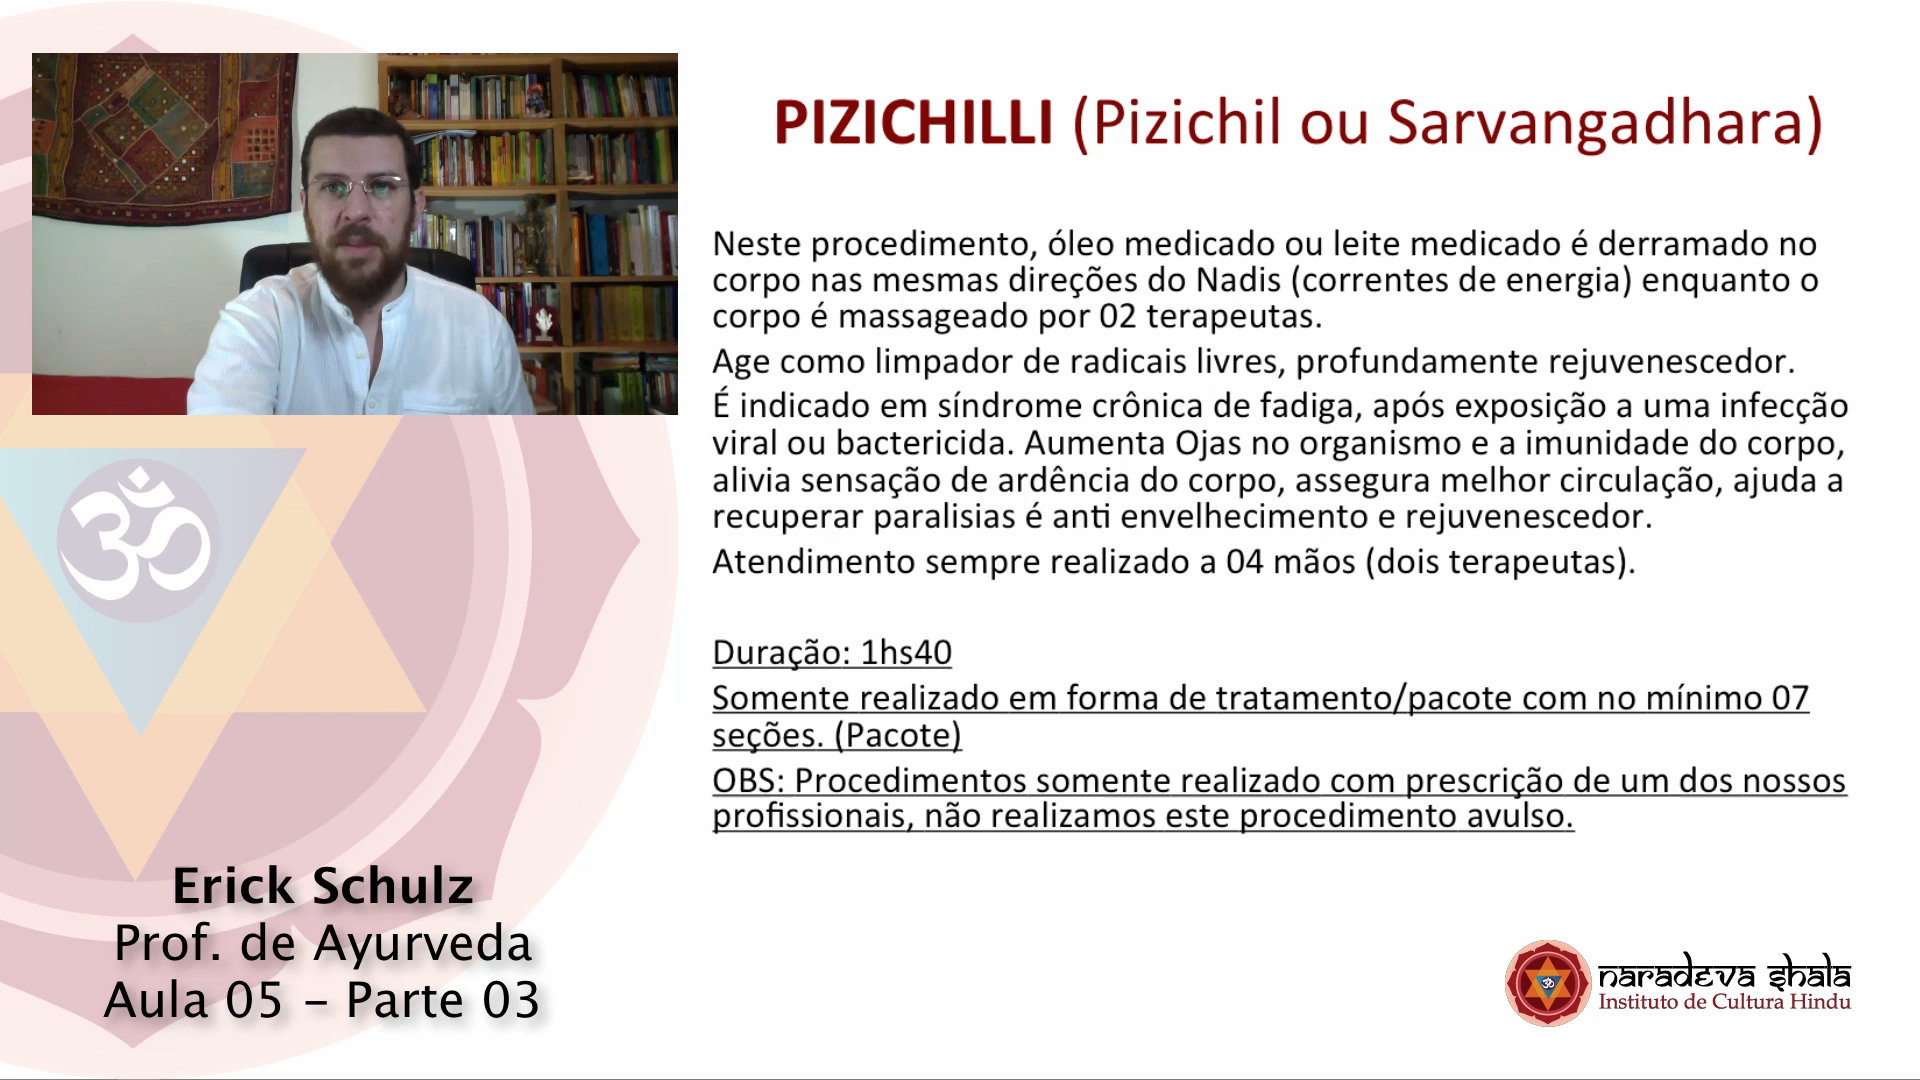 PIZICHILLI (Pizichil ou Sarvangadhara)
Neste procedimento, óleo medicado ou leite medicado é derramado no
corpo nas mesmas direções do Nadis (correntes de energia) enquanto o
corpo é massageado por 02 terapeutas.
Age como limpador de radicais livres, profundamente rejuvenescedor.
É indicado em síndrome crônica de fadiga, após exposição a uma infecção
viral ou bactericida. Aumenta Ojas no organismo e a imunidade do corpo,
alivia sensação de ardência do corpo, assegura melhor circulação, ajuda a
recuperar paralisias é anti envelhecimento e rejuvenescedor.
Atendimento sempre realizado a 04 mãos (dois terapeutas).
Duração: 1hs40
Somente realizado em forma de tratamento/pacote com no mínimo 07
seções. (Pacote)
OBS: Procedimentos somente realizado com prescrição de um dos nossos
profissionais, não realizamos este procedimento avulso.
ॐ
Erick Schulz
Prof. de Ayurveda
Aula 05 – Parte 03
ॐ
naradeva shala
Instituto de Cultura Hindu